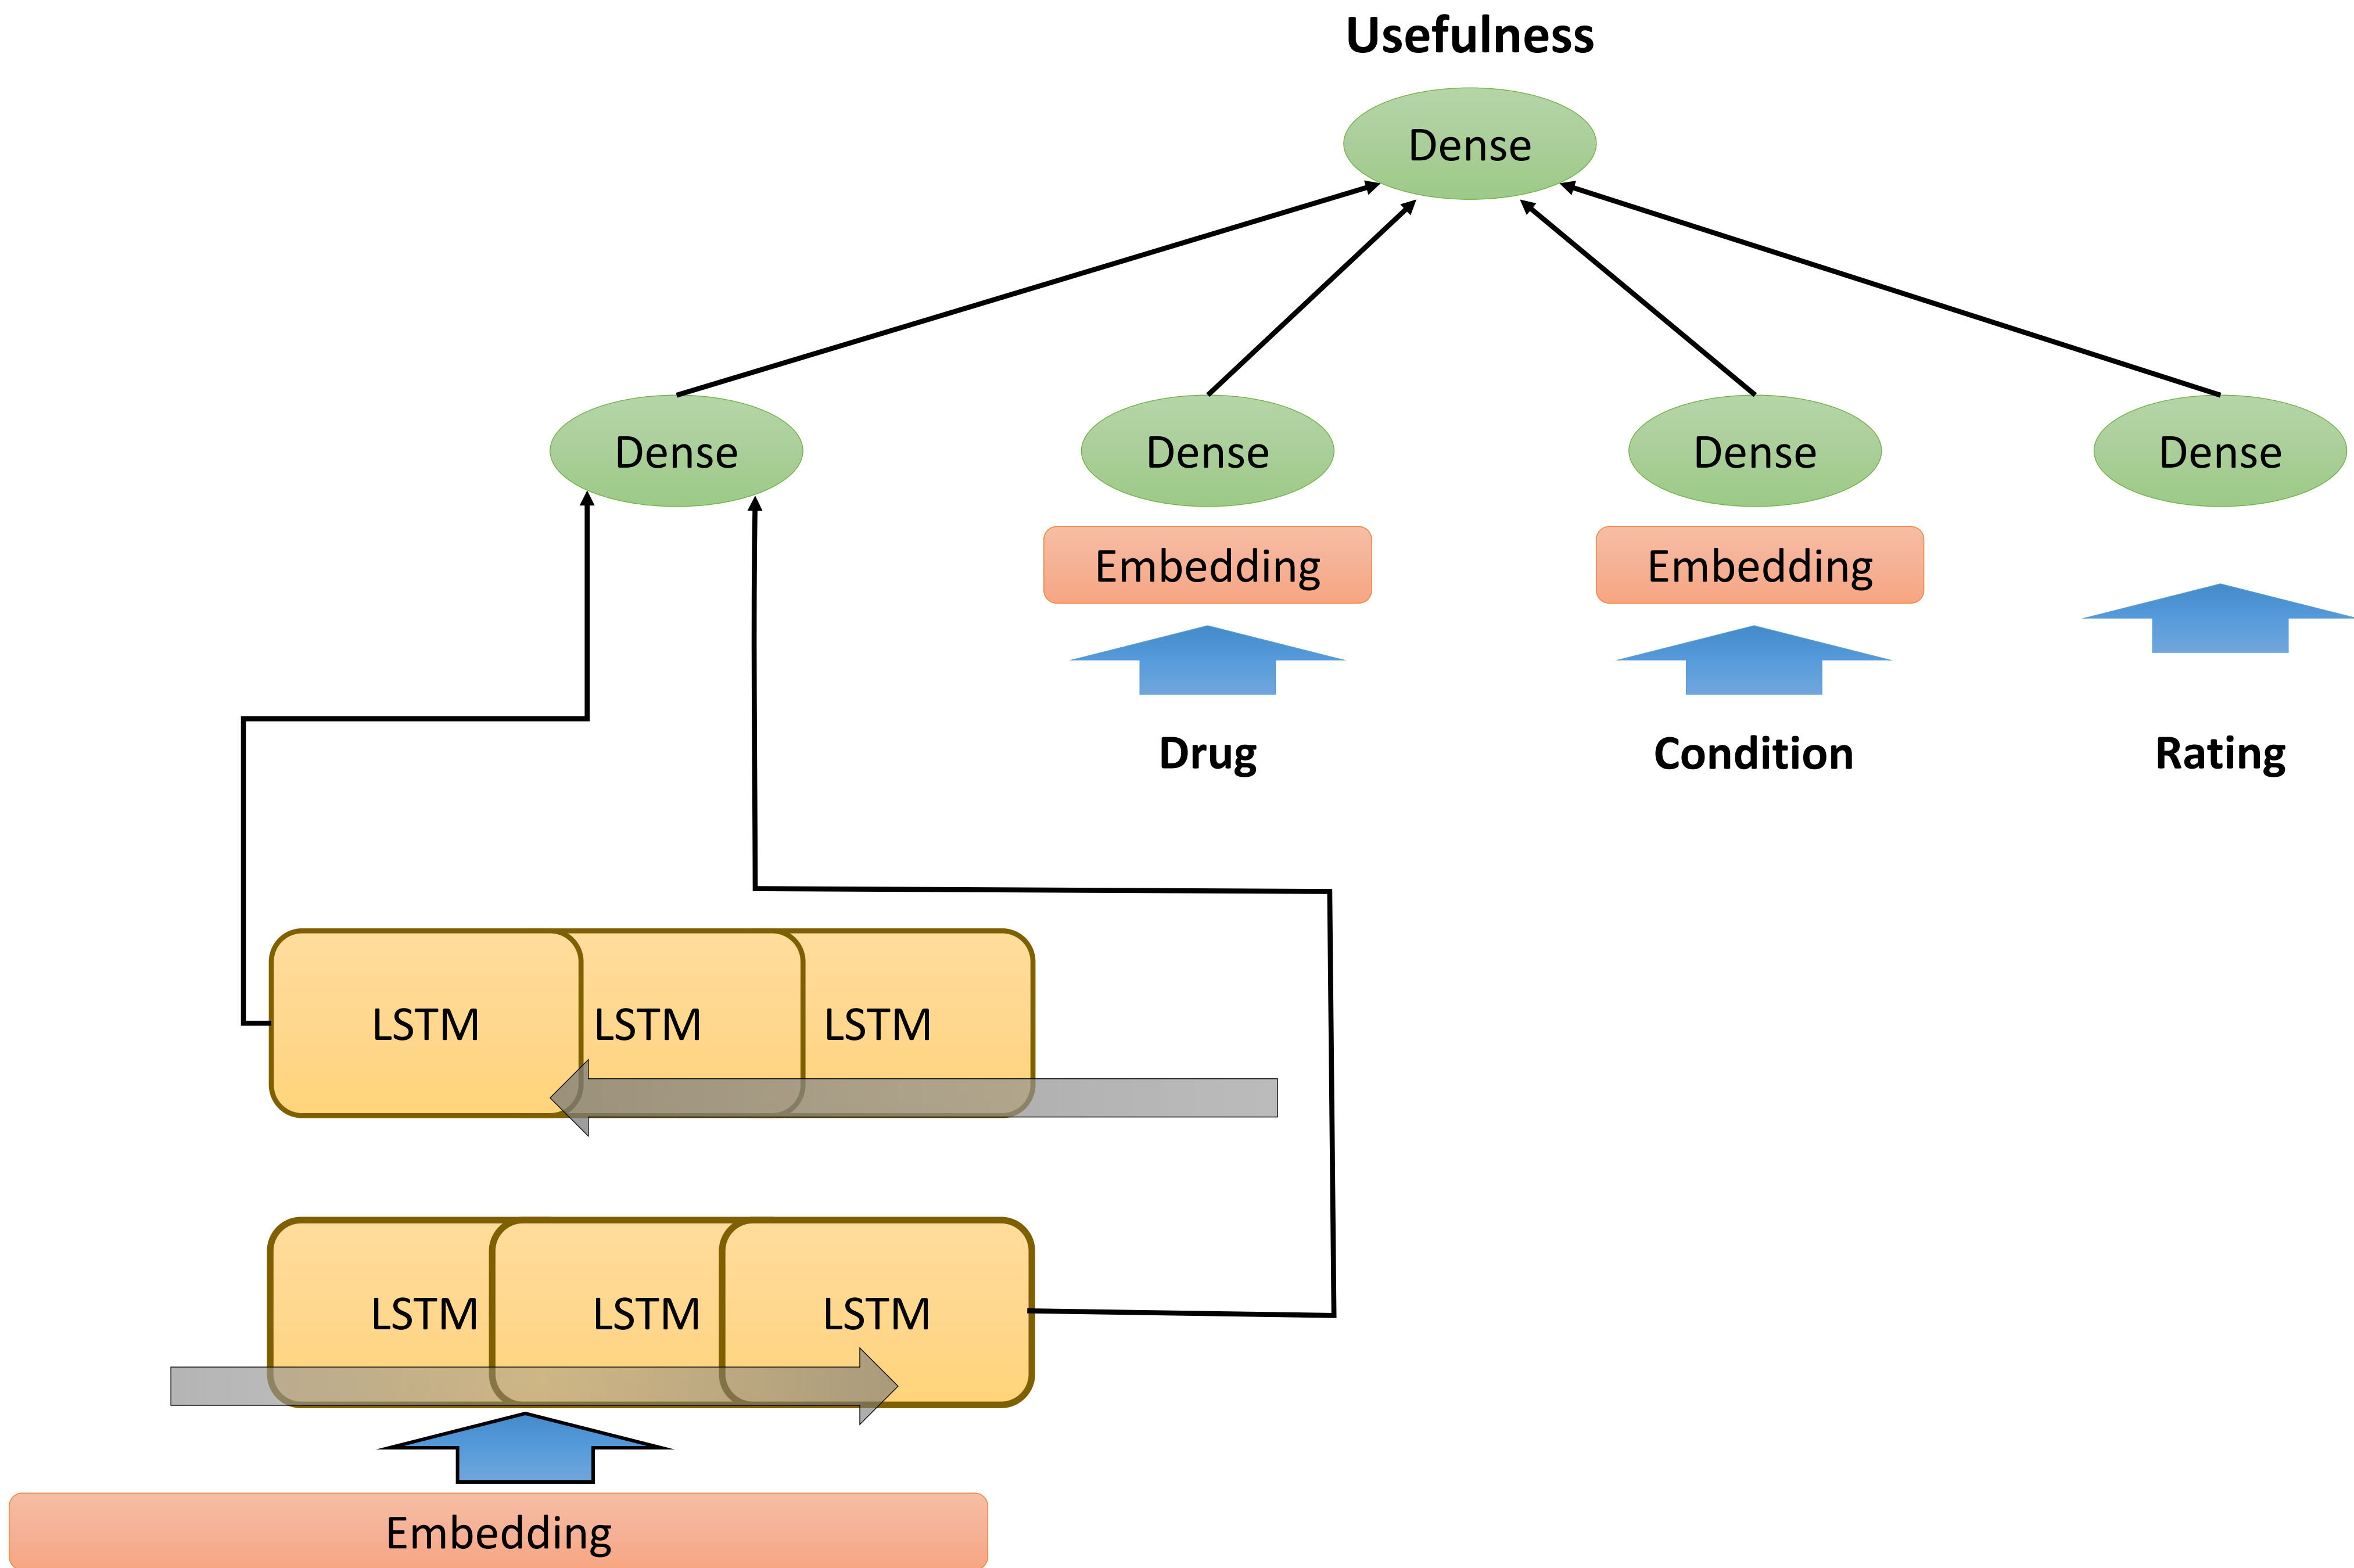 Usefulness
Dense
Dense
Dense
Dense
Dense
Embedding
Embedding
Drug
Condition
Rating
LSTM
LSTM
LSTM
LSTM
LSTM
LSTM
Embedding